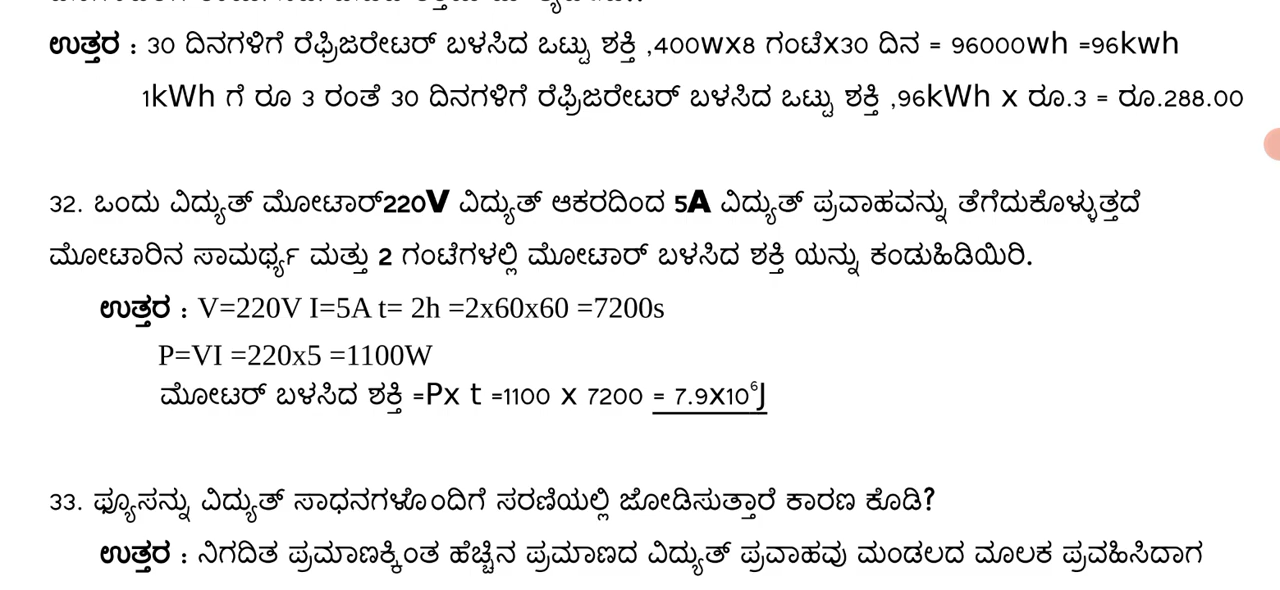 ಉತ್ತರ : 30 ದಿನಗಳಿಗೆ ರೆಫ್ರಿಜರೇಟರ್ ಬಳಸಿದ ಒಟ್ಟು ಶಕ್ತಿ ,400wx8 ಗಂಟೆx30 ದಿನ = 96000wh =96kwh
1kWh ಗೆ ರೂ 3 ರಂತೆ 30 ದಿನಗಳಿಗೆ ರೆಫ್ರಿಜರೇಟರ್ ಬಳಸಿದ ಒಟ್ಟು ಶಕ್ತಿ ,96kWh x ರೂ.3 = ರೂ.288.00
32. ಒಂದು ವಿದ್ಯುತ್ ಮೋಟಾರ್220V ವಿದ್ಯುತ್ ಆಕರದಿಂದ 5A ವಿದ್ಯುತ್ ಪ್ರವಾಹವನ್ನು ತೆಗೆದುಕೊಳ್ಳುತ್ತದೆ
ಮೋಟಾರಿನ ಸಾಮರ್ಥ್ಯ ಮತ್ತು 2 ಗಂಟೆಗಳಲ್ಲಿ ಮೋಟಾರ್ ಬಳಸಿದ ಶಕ್ತಿ ಯನ್ನು ಕಂಡುಹಿಡಿಯಿರಿ.
ಉತ್ತರ : V=220V I=5A t= 2h =2x60x60 =7200s
P=VI =220x5 =1100W
ಮೋಟರ್ ಬಳಸಿದ ಶಕ್ತಿ =Px t =1100 x 7200 = 7.9X10⁶J
33. ಫ್ಯೂಸನ್ನು ವಿದ್ಯುತ್ ಸಾಧನಗಳೊಂದಿಗೆ ಸರಣಿಯಲ್ಲಿ ಜೋಡಿಸುತ್ತಾರೆ ಕಾರಣ ಕೊಡಿ?
ಉತ್ತರ : ನಿಗದಿತ ಪ್ರಮಾಣಕ್ಕಿಂತ ಹೆಚ್ಚಿನ ಪ್ರಮಾಣದ ವಿದ್ಯುತ್ ಪ್ರವಾಹವು ಮಂಡಲದ ಮೂಲಕ ಪ್ರವಹಿಸಿದಾಗ